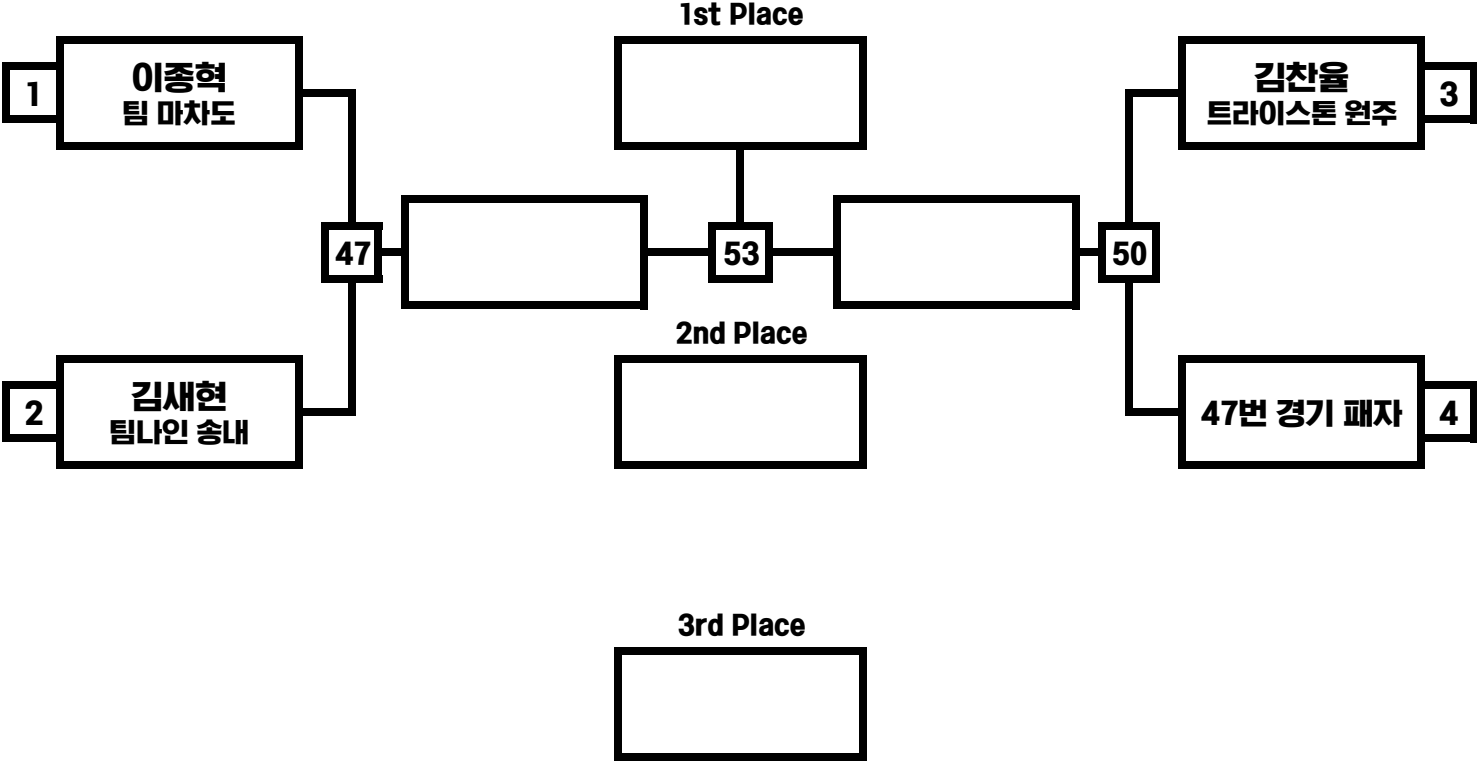 1st Place
1
이종혁
팀 마차도
김찬율
트라이스톤 원주
3
47
53
50
2nd Place
2
김새현
팀나인 송내
47번 경기 패자
4
3rd Place